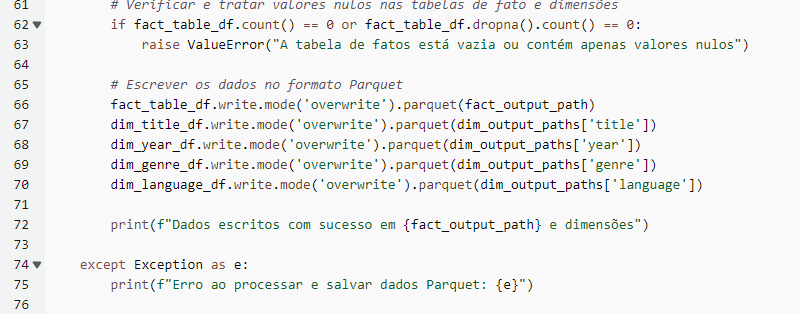 61 # Verificar e tratar valores nulos nas tabelas de fato e dimensões
62 if fact_table_df.count() == 0 or fact_table_df.dropna().count() == 0:
63 raise ValueError("A tabela de fatos está vazia ou contém apenas valores nulos")
64
65 # Escrever os dados no formato Parquet
66 fact_table_df.write.mode('overwrite').parquet(fact_output_path)
67 dim_title_df.write.mode('overwrite').parquet(dim_output_paths['title'])
68 dim_year_df.write.mode('overwrite').parquet(dim_output_paths['year'])
69 dim_genre_df.write.mode('overwrite').parquet(dim_output_paths['genre'])
70 dim_language_df.write.mode('overwrite').parquet(dim_output_paths['language'])
71
72 print(f"Dados escritos com sucesso em {fact_output_path} e dimensões")
73
74 except Exception as e:
75 print(f"Erro ao processar e salvar dados Parquet: {e}")
76